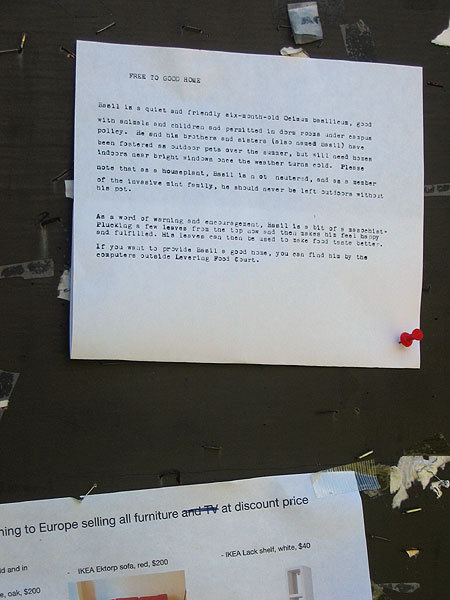 FREE TO GOOD HOME
Basil is a quiet and friendly six-month-old Ocimum basilicum, good
with animals and children and permitted in dorm rooms under campus
policy. He and his brothers and sisters (also named Basil) have
been fostered as outdoor pets over the summer, but will need homes
indoors near bright windows once the weather turns cold. Please
note that as a houseplant, Basil is not neutered, and as a member
of the invasive mint family, he should never be left outdoors without
his pot.
As a word of warning and encouragement, Basil is a bit of a masochist-
Plucking a few leaves from the top now and then makes him feel happy
and fulfilled. His leaves can then be used to make food taste better.
If you want to provide Basil a good home, you can find him by the
computers outside Levering Food Court.
ning to Europe selling all furniture and TV at discount price
id and in
- IKEA Ektorp sofa, red, $200
- IKEA Lack shelf, white, $40
e, oak, $200